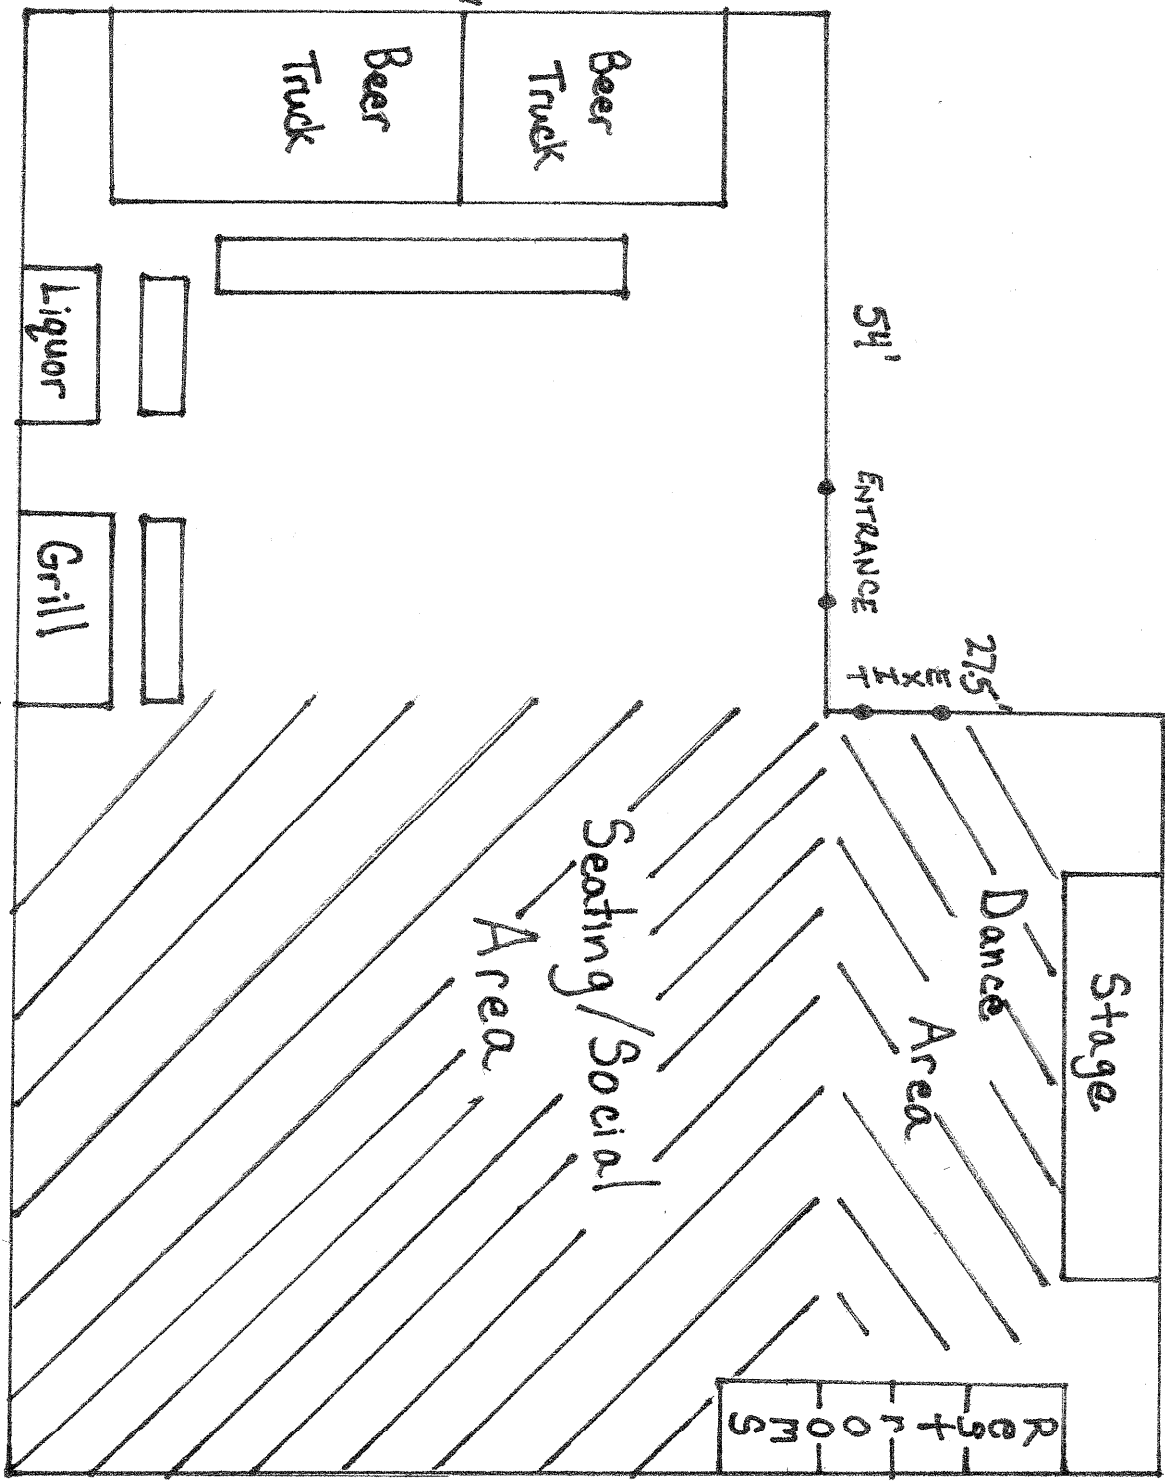 Stage
27.5'
EXIT
Dance
Area
Restrooms
54'
ENTRANCE
Beer
Truck
Seating/Social
Area
Beer
Truck
Liquor
Grill